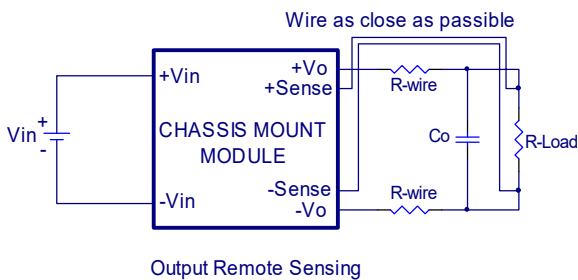 Wire as close as passible
+Vin
+Vo
+Sense
R-wire
Vin
+
-
CHASSIS MOUNT
MODULE
Co
R-Load
-Sense
R-wire
-Vin
-Vo
Output Remote Sensing